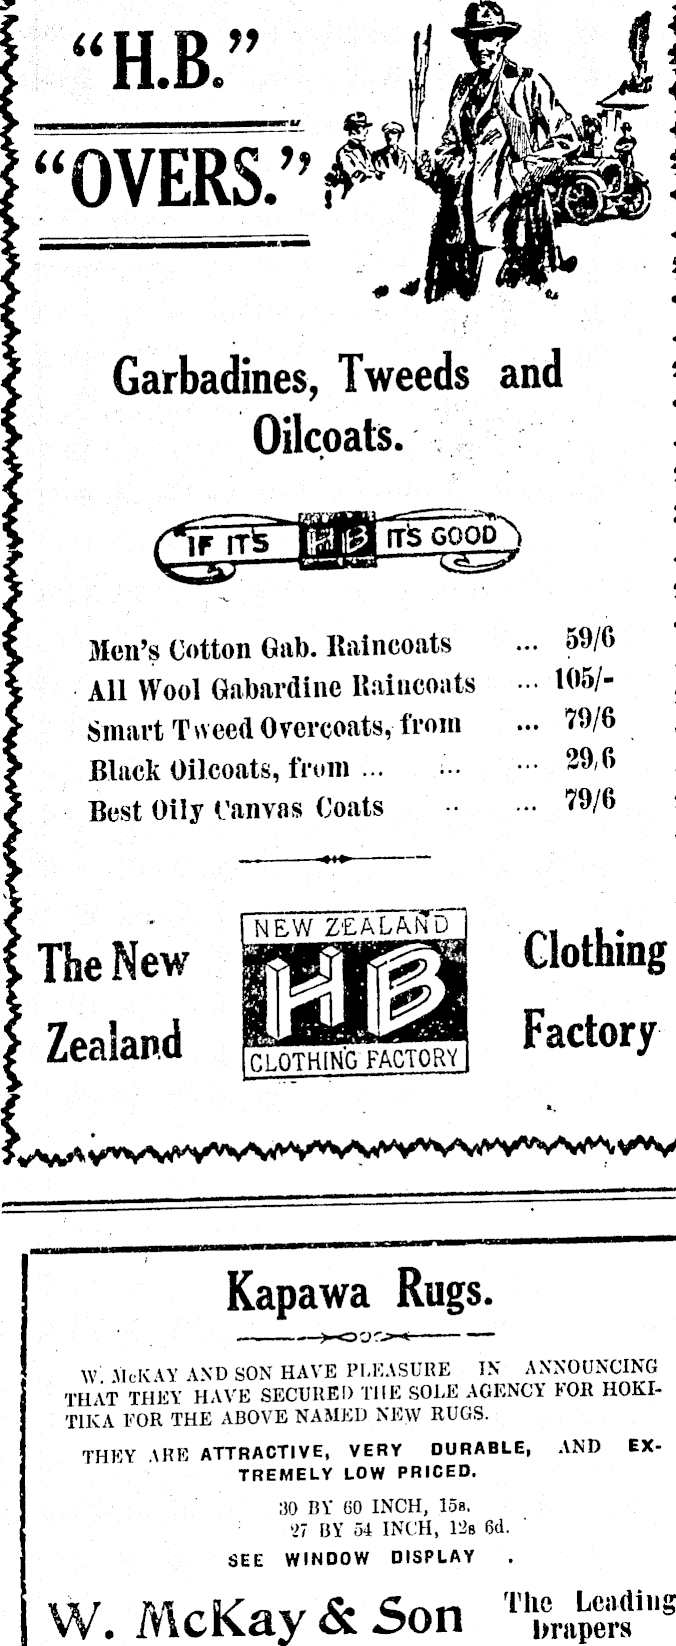 "H.B."
"OVERS."
Garbadines, Tweeds and
Oilcoats.
"IF IT'S HB IT'S GOOD
Men's Cotton Gab. Raincoats ... 59/6
All Wool Gabardine Raincoats ... 105/-
Smart Tweed Overcoats, from ... 79/6
Black Oilcoats, from ... ... ... 29,6
Best Oily Canvas Coats .. ... 79/6
The New
Zealand
NEW ZEALAND
HB
CLOTHING FACTORY
Clothing
Factory
Kapawa Rugs.
W. McKAY AND SON HAVE PLEASURE IN ANNOUNCING
THAT THEY HAVE SECURED THE SOLE AGENCY FOR HOKI-
TIKA FOR THE ABOVE NAMED NEW RUGS.
THEY ARE ATTRACTIVE, VERY DURABLE, AND EX-
TREMELY LOW PRICED.
30 BY 60 INCH, 15s.
27 BY 54 INCH, 12s 6d.
SEE WINDOW DISPLAY .
W. McKay & Son
The Leading
Drapers